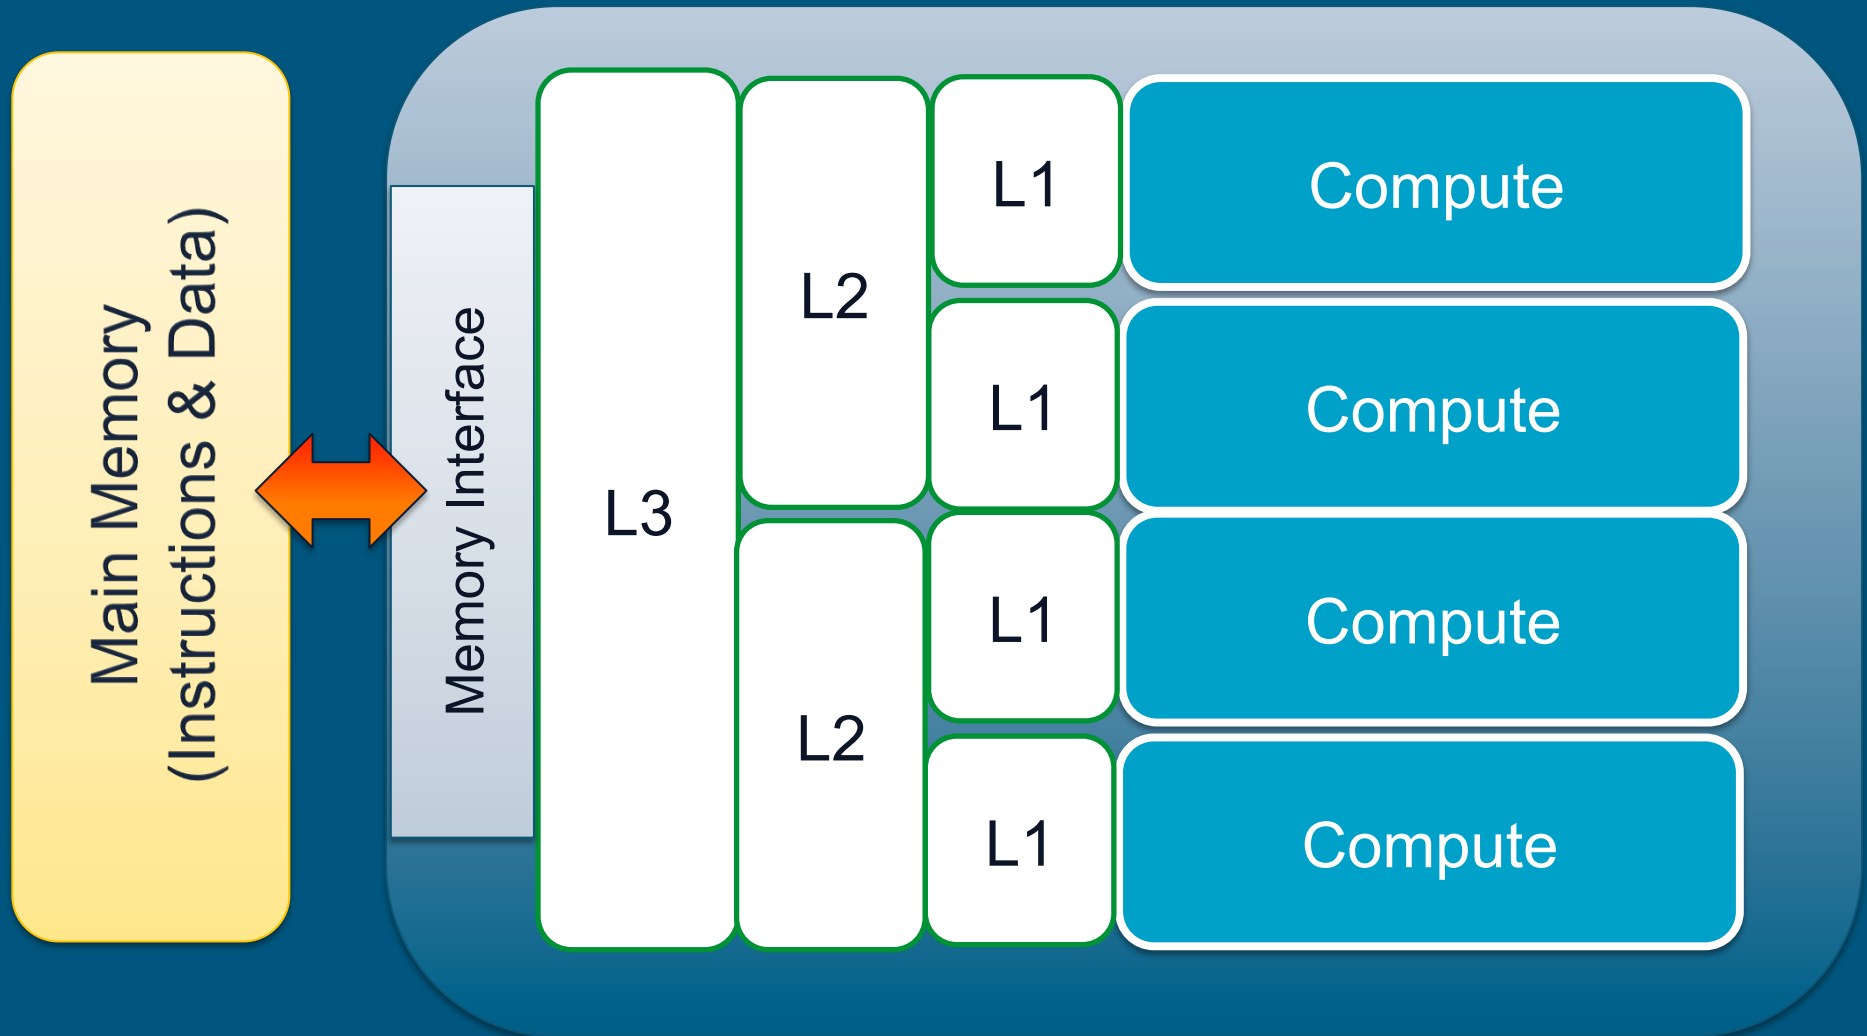 Main Memory
(Instructions & Data)
Memory Interface
L3
L2
L2
L1
Compute
L1
Compute
L1
Compute
L1
Compute